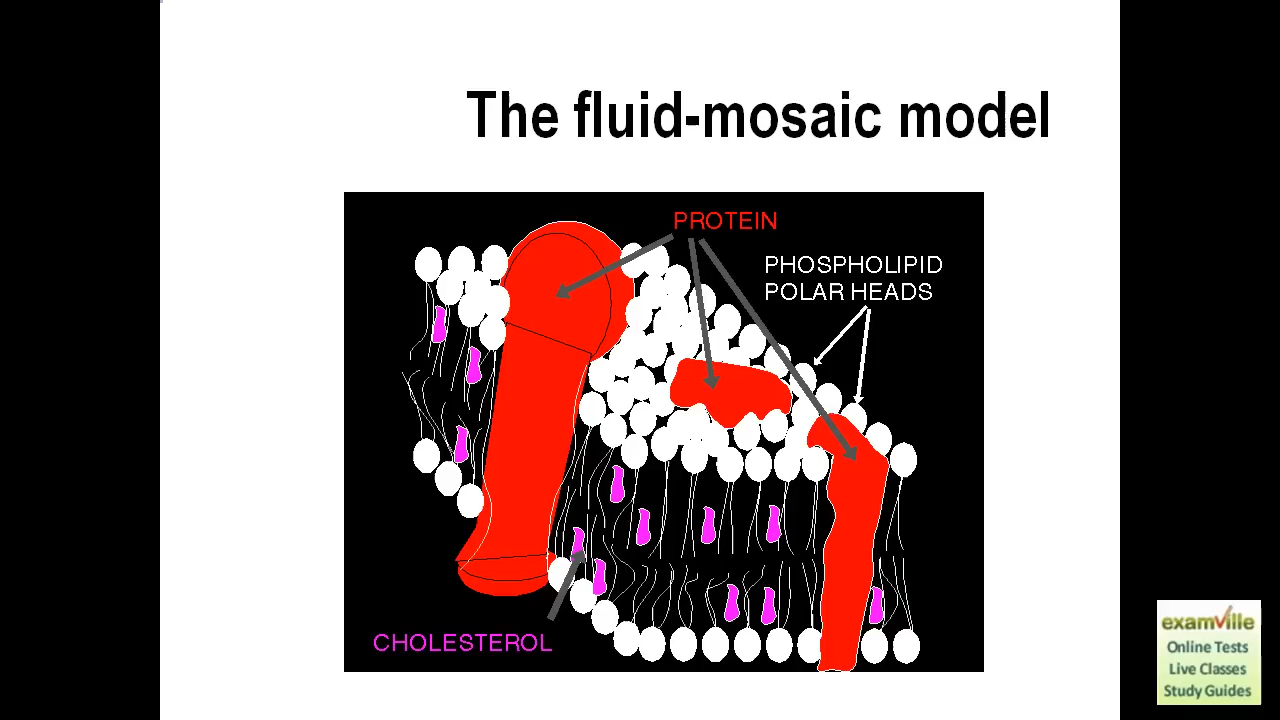 The fluid-mosaic model
PROTEIN
PHOSPHOLIPID
POLAR HEADS
CHOLESTEROL
examville
Online Tests
Live Classes
Study Guides